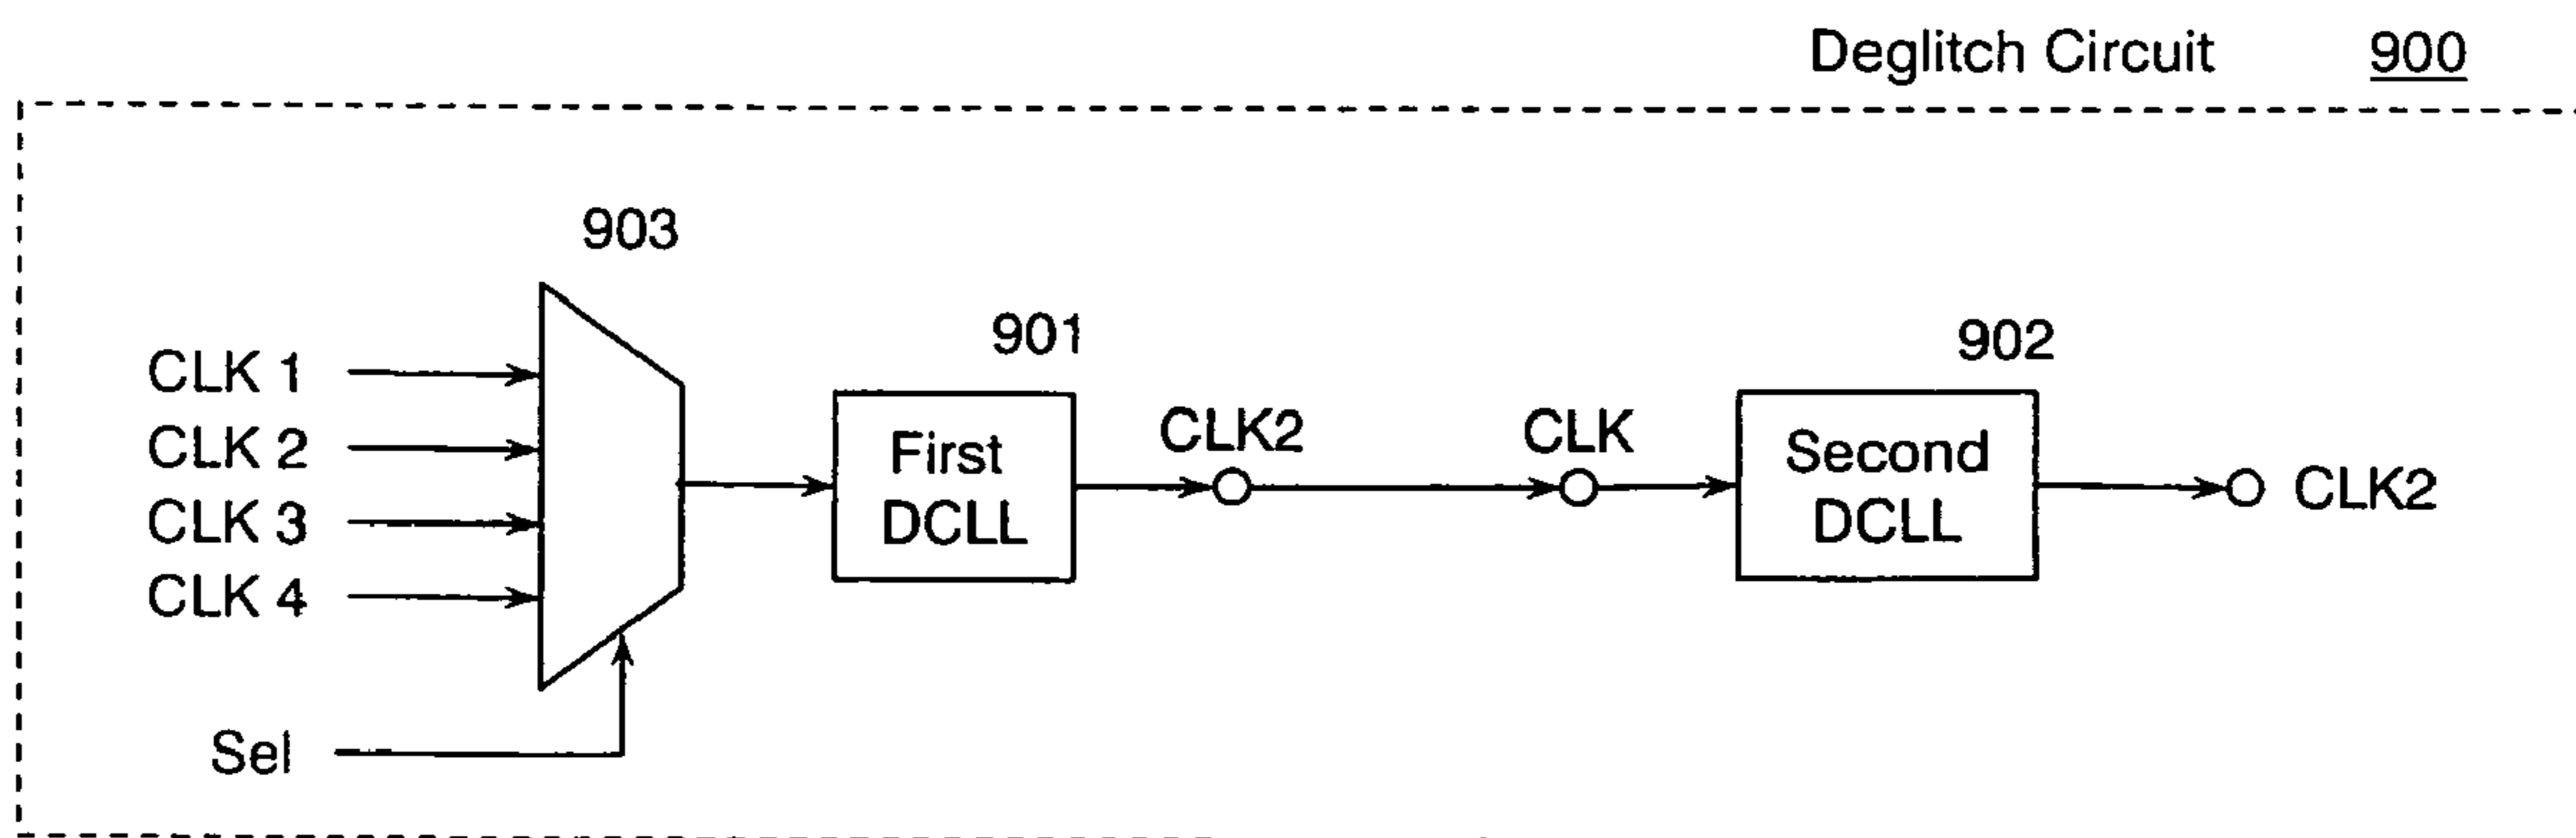 Deglitch Circuit 900
903
901
902
CLK 1
CLK 2
CLK 3
CLK 4
Sel
First
DCLL
CLK2
CLK
Second
DCLL
CLK2